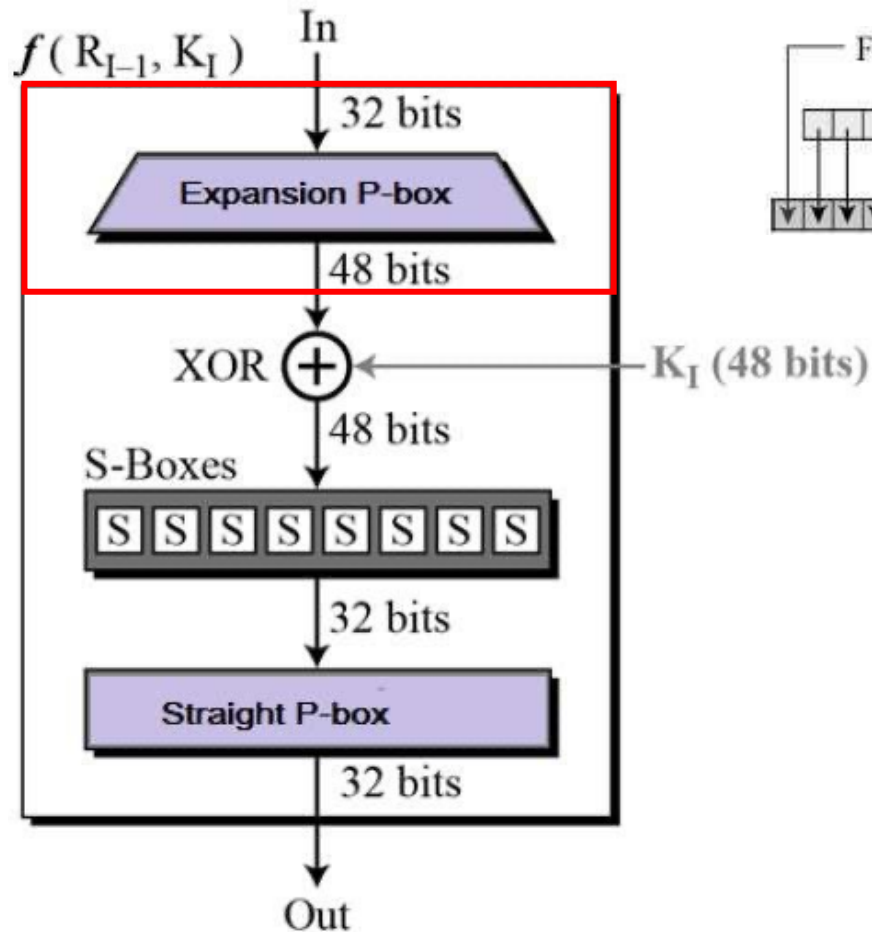 In
f ( R_I–1, K_I )
32 bits
F
Expansion P-box
48 bits
XOR
K_I (48 bits)
48 bits
S-Boxes
S S S S S S S S
32 bits
Straight P-box
32 bits
Out